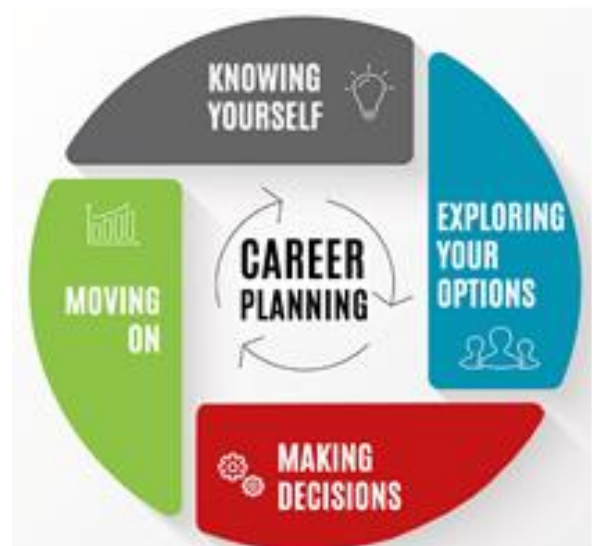 KNOWING
YOURSELF
EXPLORING
YOUR
OPTIONS
CAREER
PLANNING
MOVING
ON
MAKING
DECISIONS